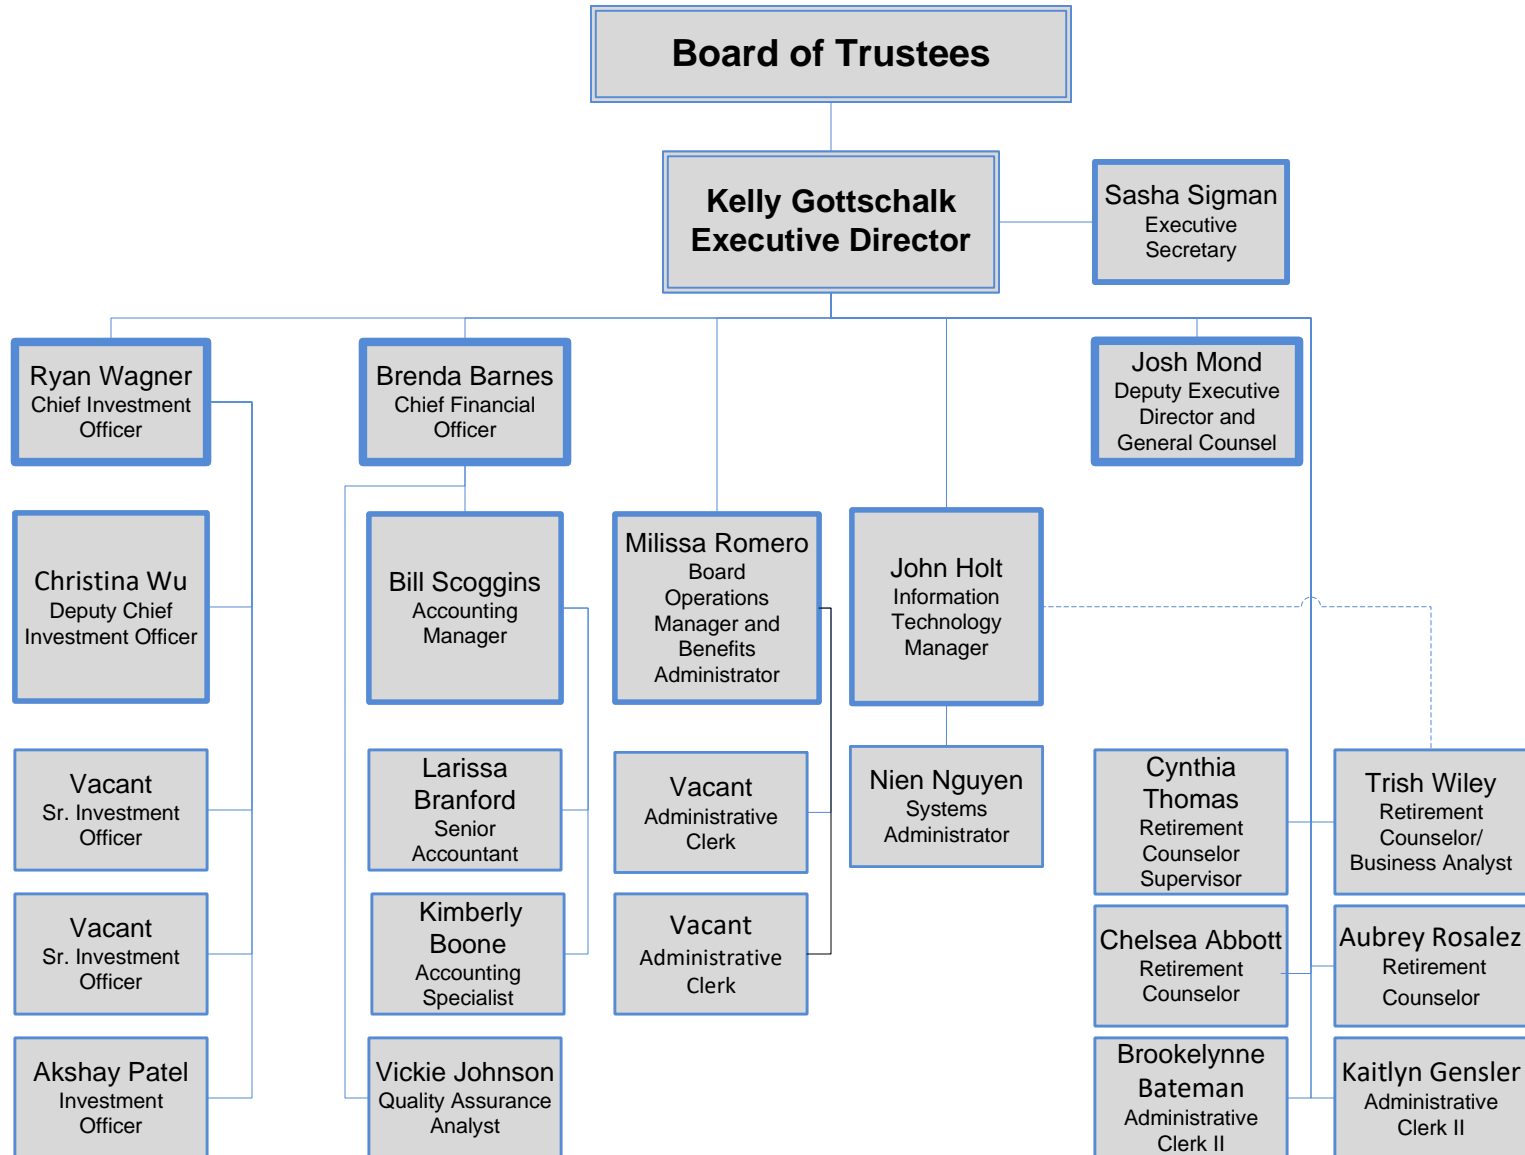 Board of Trustees
Kelly Gottschalk
Executive Director
Sasha Sigman
Executive
Secretary
Ryan Wagner
Chief Investment
Officer
Brenda Barnes
Chief Financial
Officer
Josh Mond
Deputy Executive
Director and
General Counsel
Christina Wu
Deputy Chief
Investment Officer
Bill Scoggins
Accounting
Manager
Milissa Romero
Board
Operations
Manager and
Benefits
Administrator
John Holt
Information
Technology
Manager
Vacant
Sr. Investment
Officer
Larissa
Branford
Senior
Accountant
Vacant
Administrative
Clerk
Nien Nguyen
Systems
Administrator
Cynthia
Thomas
Retirement
Counselor
Supervisor
Trish Wiley
Retirement
Counselor/
Business Analyst
Vacant
Sr. Investment
Officer
Kimberly
Boone
Accounting
Specialist
Vacant
Administrative
Clerk
Chelsea Abbott
Retirement
Counselor
Aubrey Rosalez
Retirement
Counselor
Akshay Patel
Investment
Officer
Vickie Johnson
Quality Assurance
Analyst
Brookelynne
Bateman
Administrative
Clerk II
Kaitlyn Gensler
Administrative
Clerk II